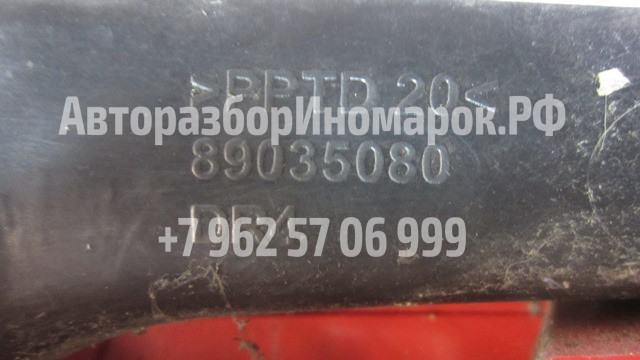 >PPTD 20<
АвторазборИномарок.РФ
89035080
+7 962 57 06 999